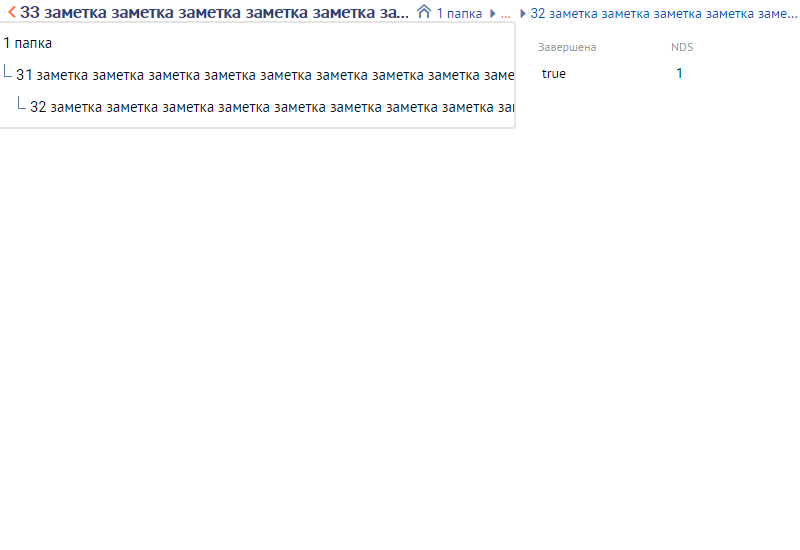 33 заметка заметка заметка заметка заметка за... 1 папка ... 32 заметка заметка заметка заметка заме...
1 папка
31 заметка заметка заметка заметка заметка заметка заметка заметка заме
32 заметка заметка заметка заметка заметка заметка заметка заметка за
Завершена NDS
true 1